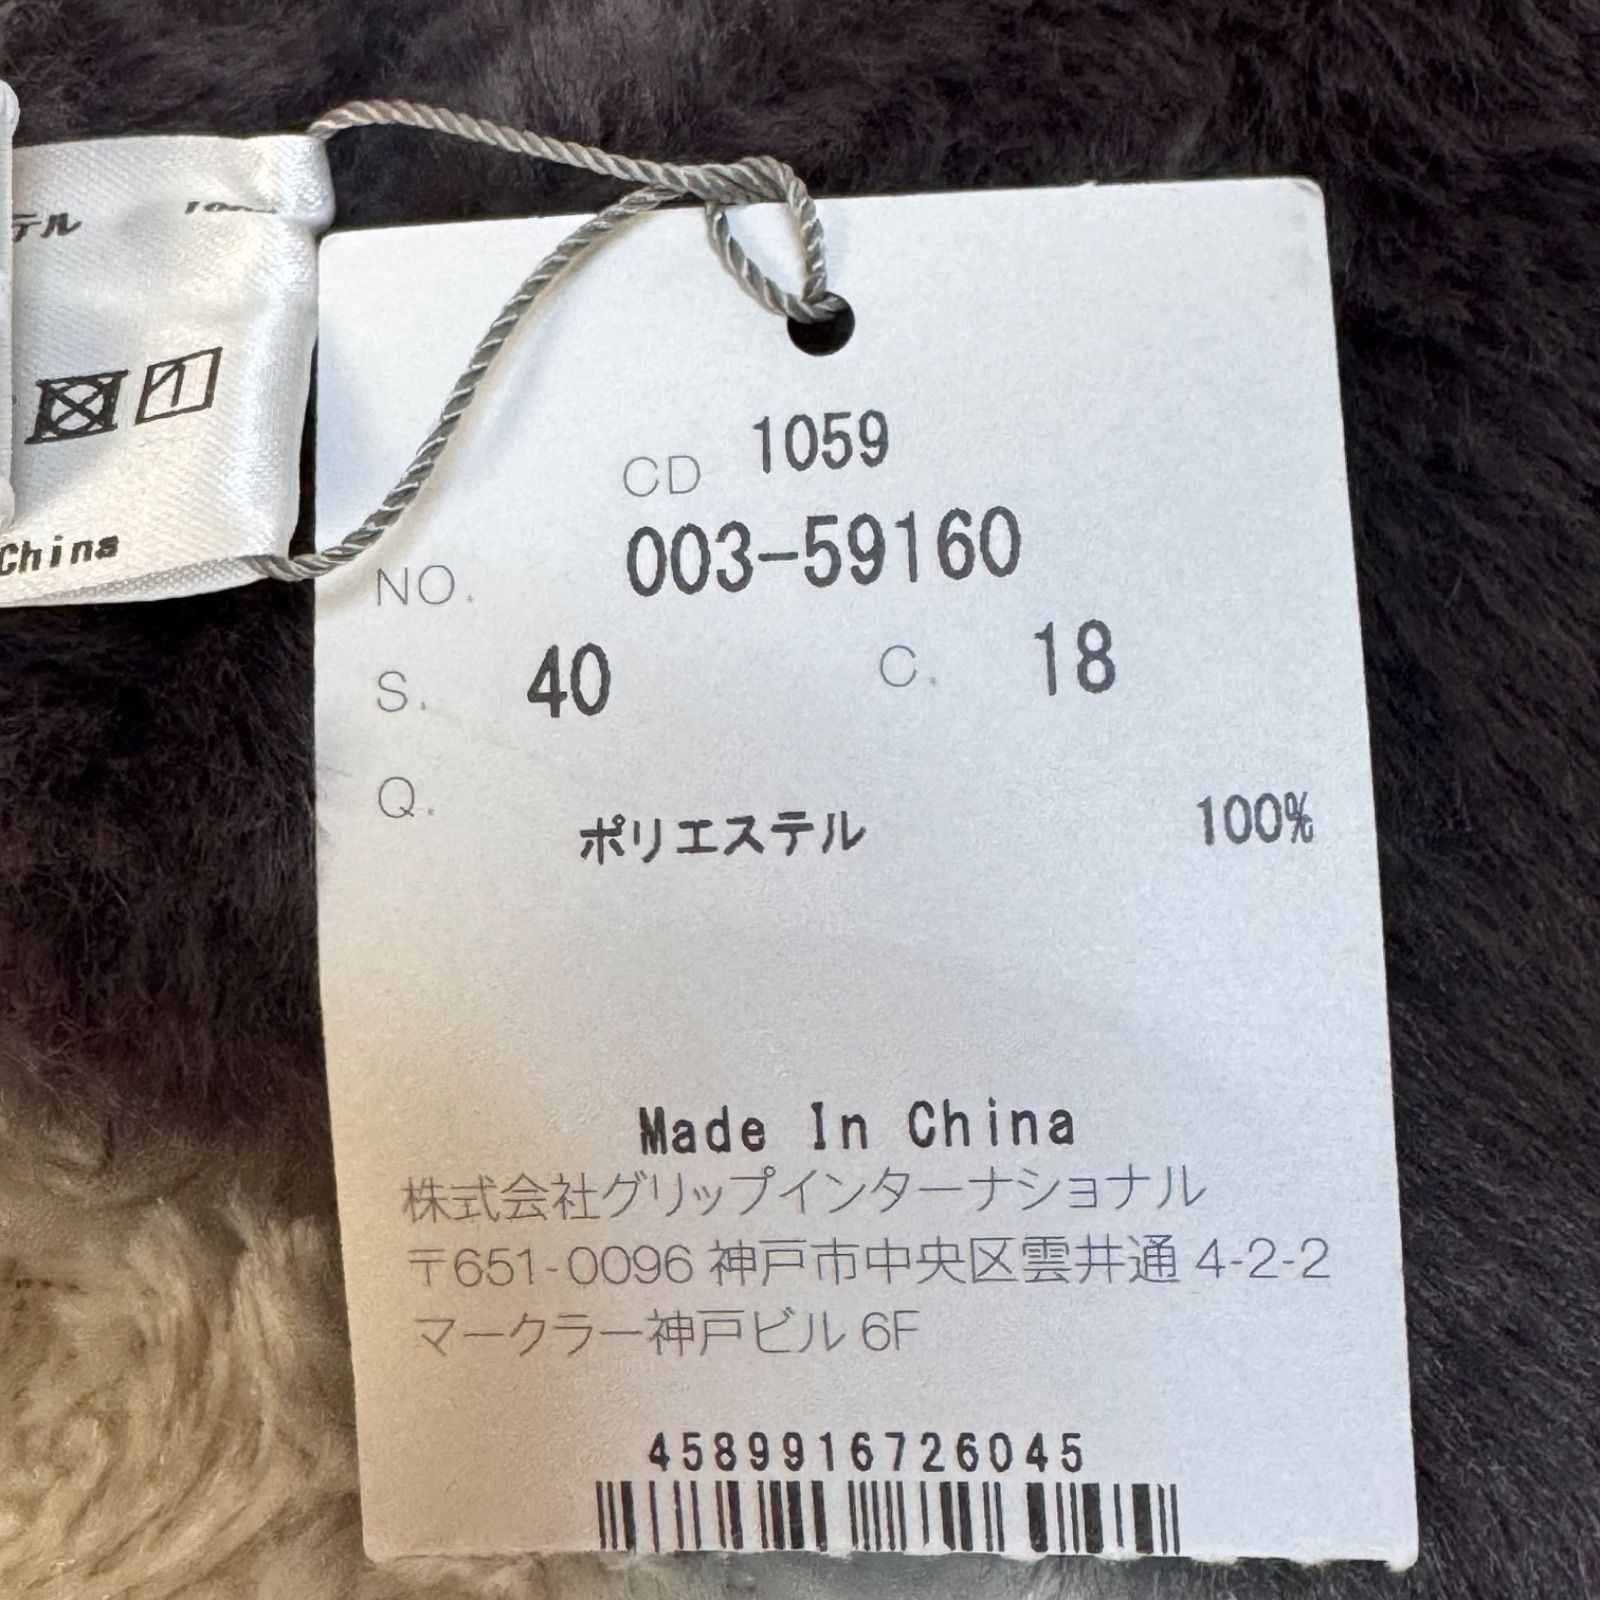 テル
China
CD 1059
NO. 003-59160
S. 40 C. 18
Q.
ポリエステル 100%
Made In China
株式会社グリップインターナショナル
〒651-0096 神戸市中央区雲井通 4-2-2
マークラー神戸ビル 6F
4589916726045